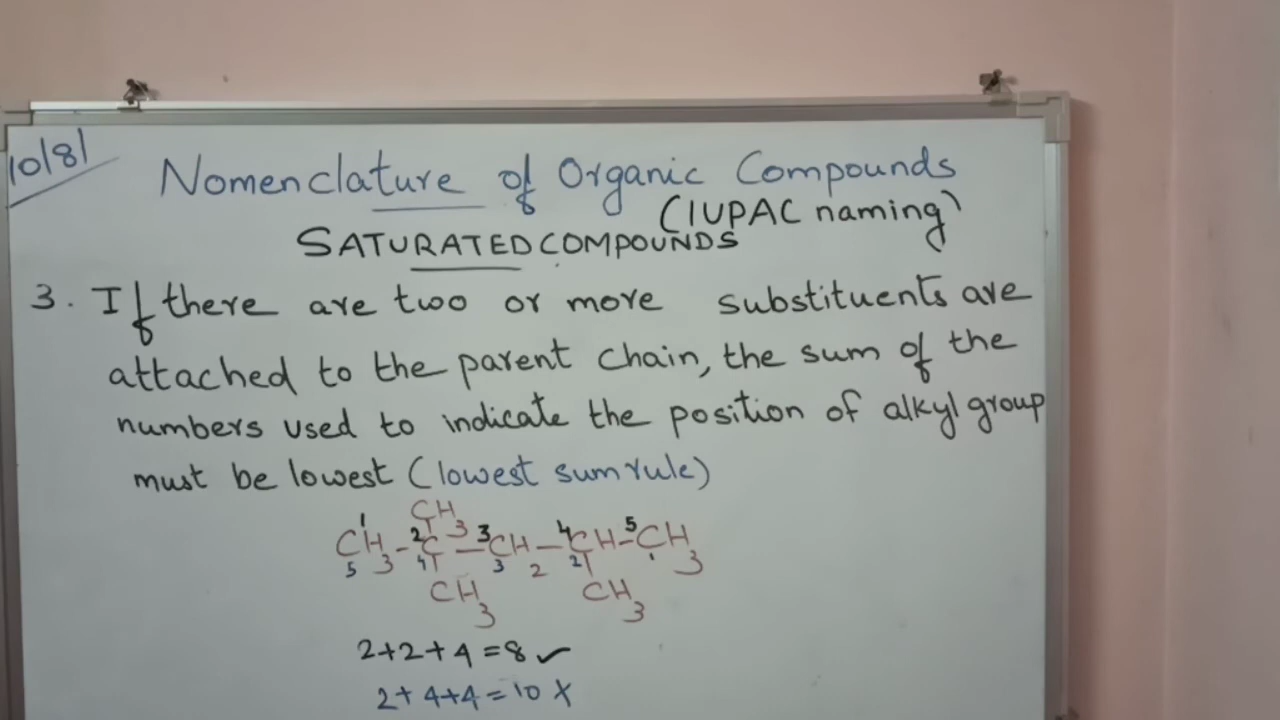 10/8/
Nomenclature of Organic Compounds
(IUPAC naming)
SATURATED COMPOUNDS
3. If there are two or more substituents are
attached to the parent chain, the sum of the
numbers used to indicate the position of alkyl group
must be lowest (lowest sum rule)
CH3
1 2 3 4 5
CH3-C-CH2-CH-CH3
5 4 3 2 1
CH3 CH3
2+2+4=8 ✓
2+4+4=10 X